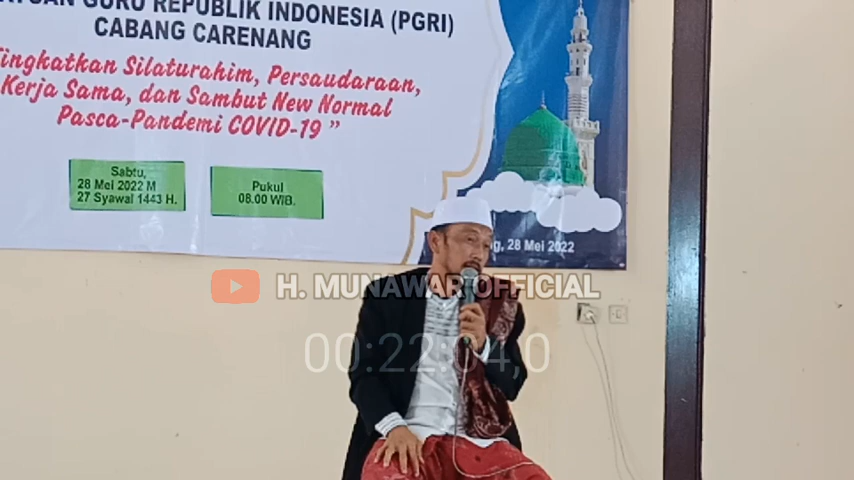 GURU REPUBLIK INDONESIA (PGRI)
CABANG CARENANG
Tingkatkan Silaturahim, Persaudaraan,
Kerja Sama, dan Sambut New Normal
Pasca-Pandemi COVID-19 ”
Sabtu,
28 Mei 2022 M
27 Syawal 1443 H.
Pukul
08.00 WIB.
28 Mei 2022
H. MUNAWAR OFFICIAL
00:22:04,0